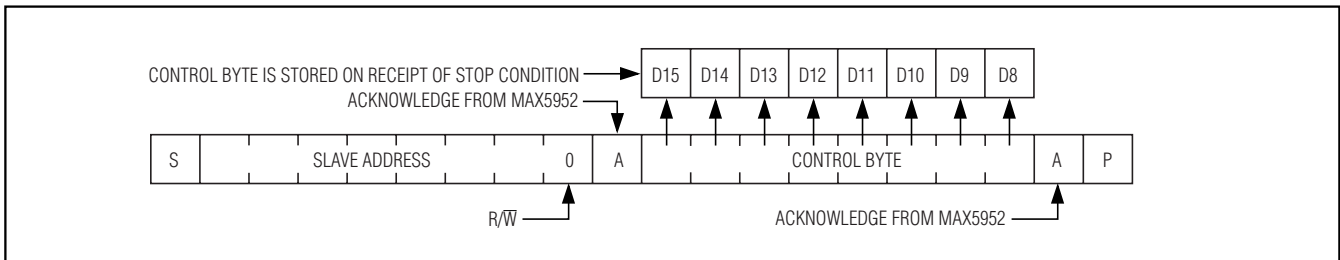 CONTROL BYTE IS STORED ON RECEIPT OF STOP CONDITION D15 D14 D13 D12 D11 D10 D9 D8
ACKNOWLEDGE FROM MAX5952
S SLAVE ADDRESS 0 A CONTROL BYTE A P
R/W̅ ACKNOWLEDGE FROM MAX5952